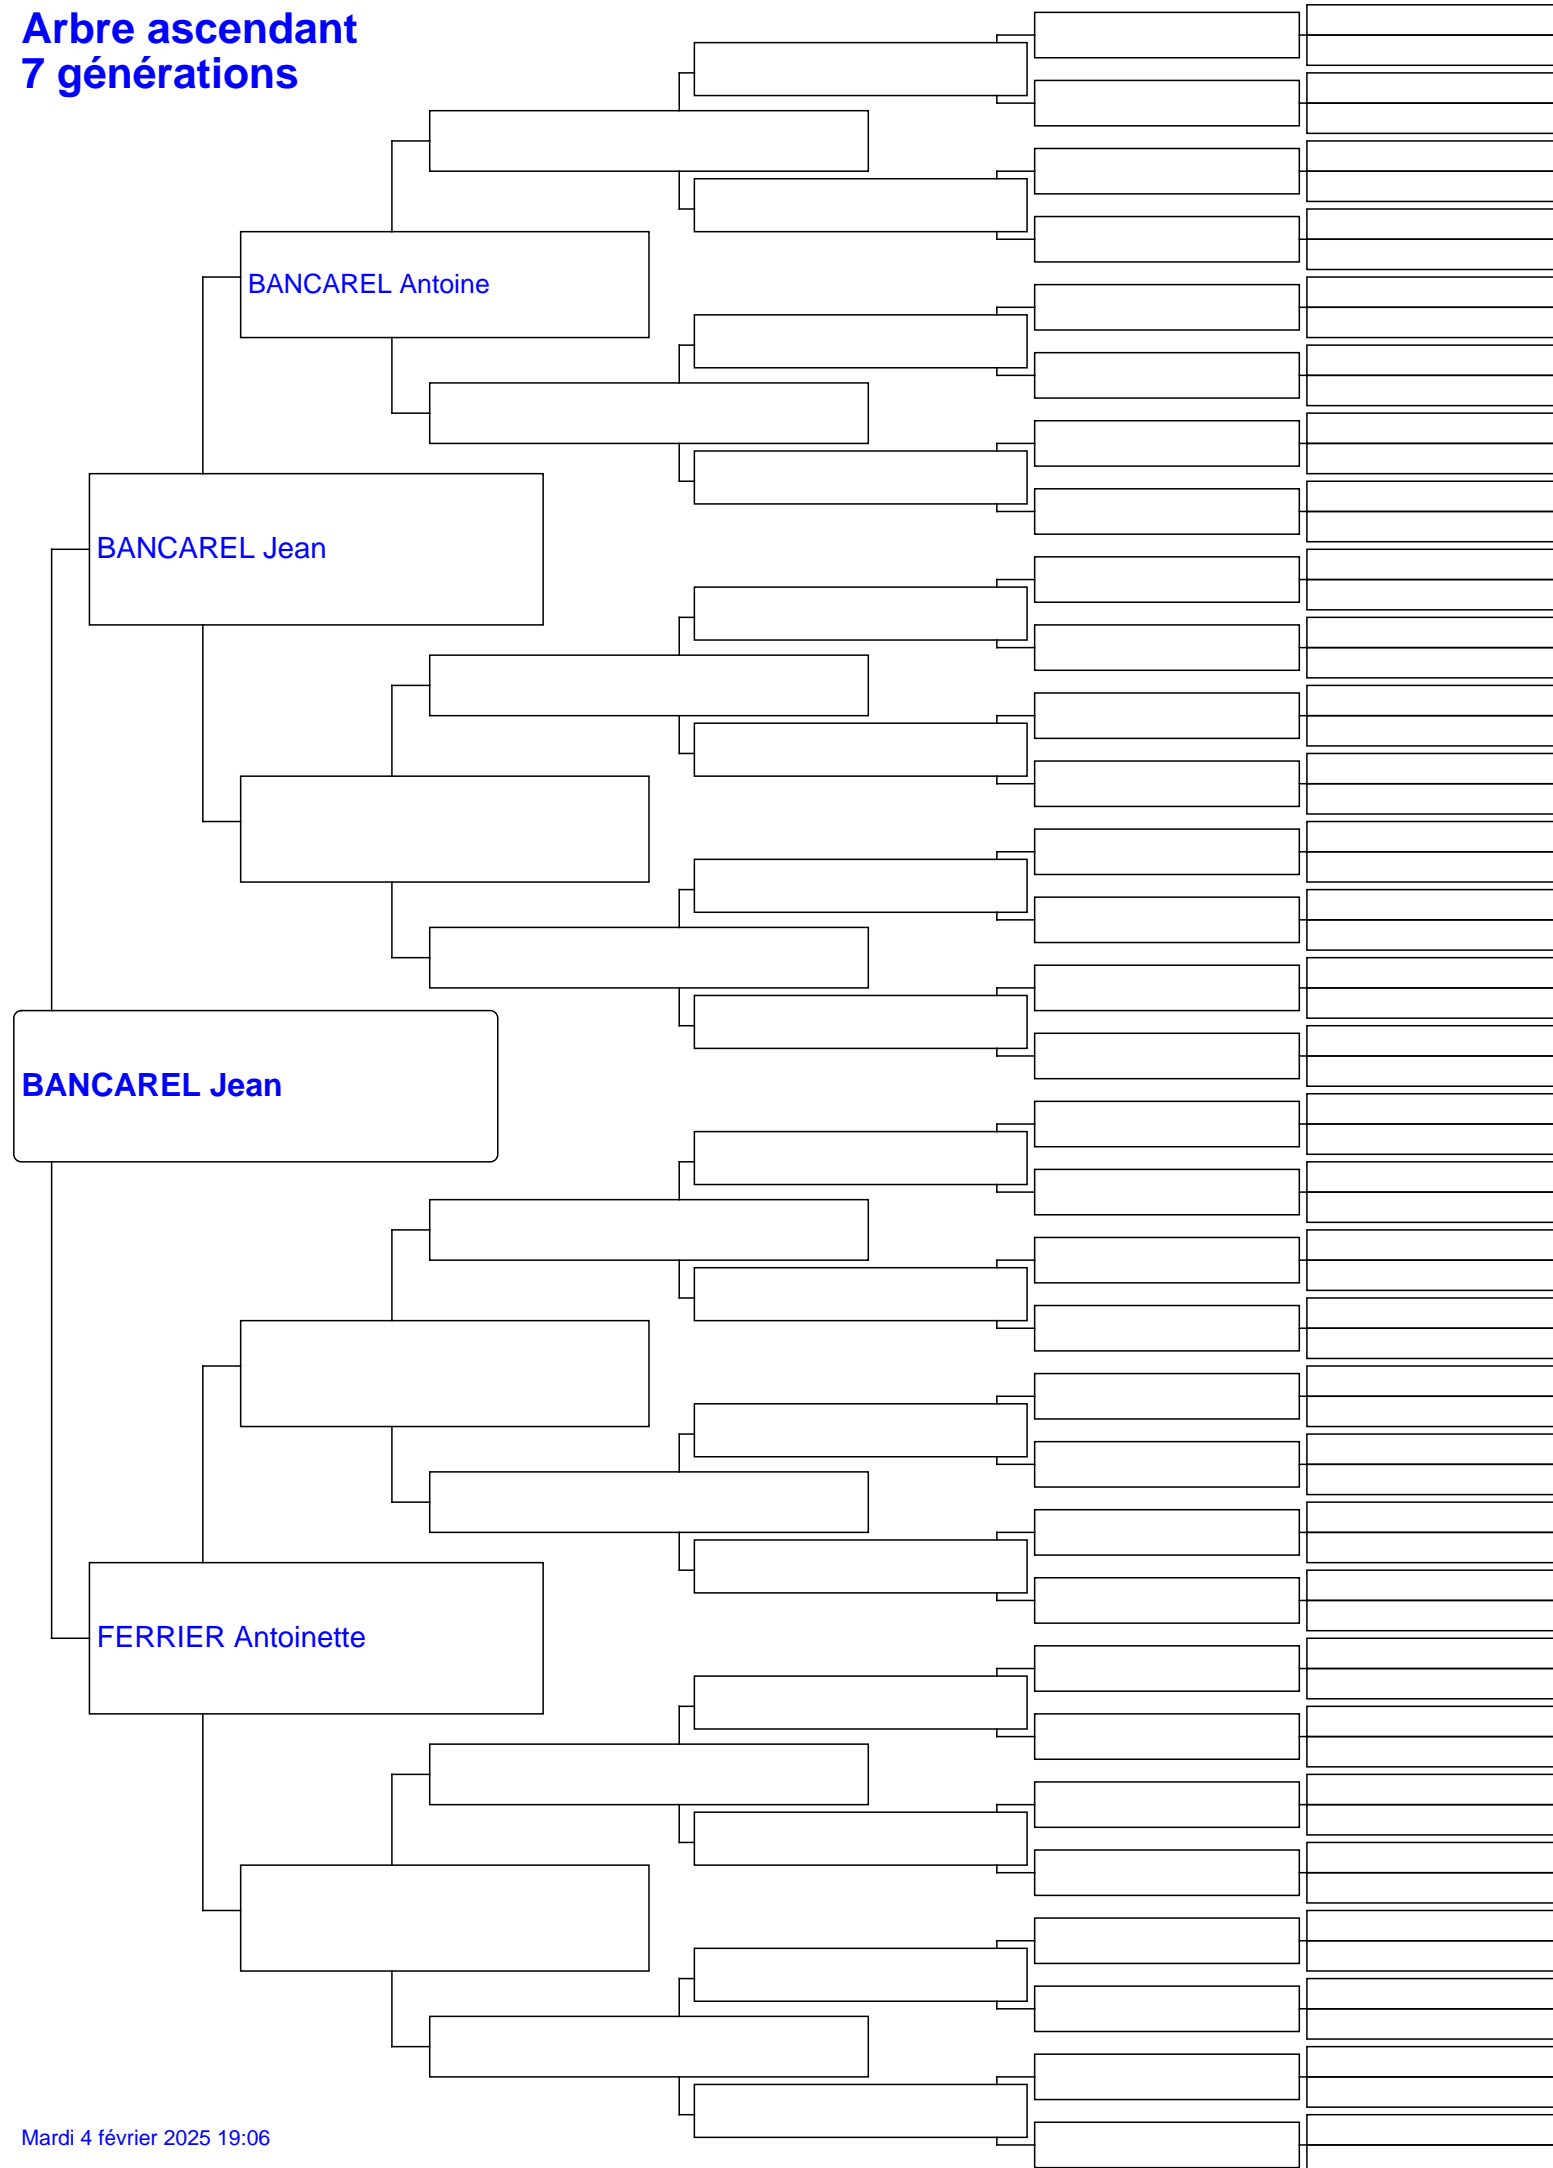 Arbre ascendant
7 générations
BANCAREL Antoine
BANCAREL Jean
BANCAREL Jean
FERRIER Antoinette
Mardi 4 février 2025 19:06